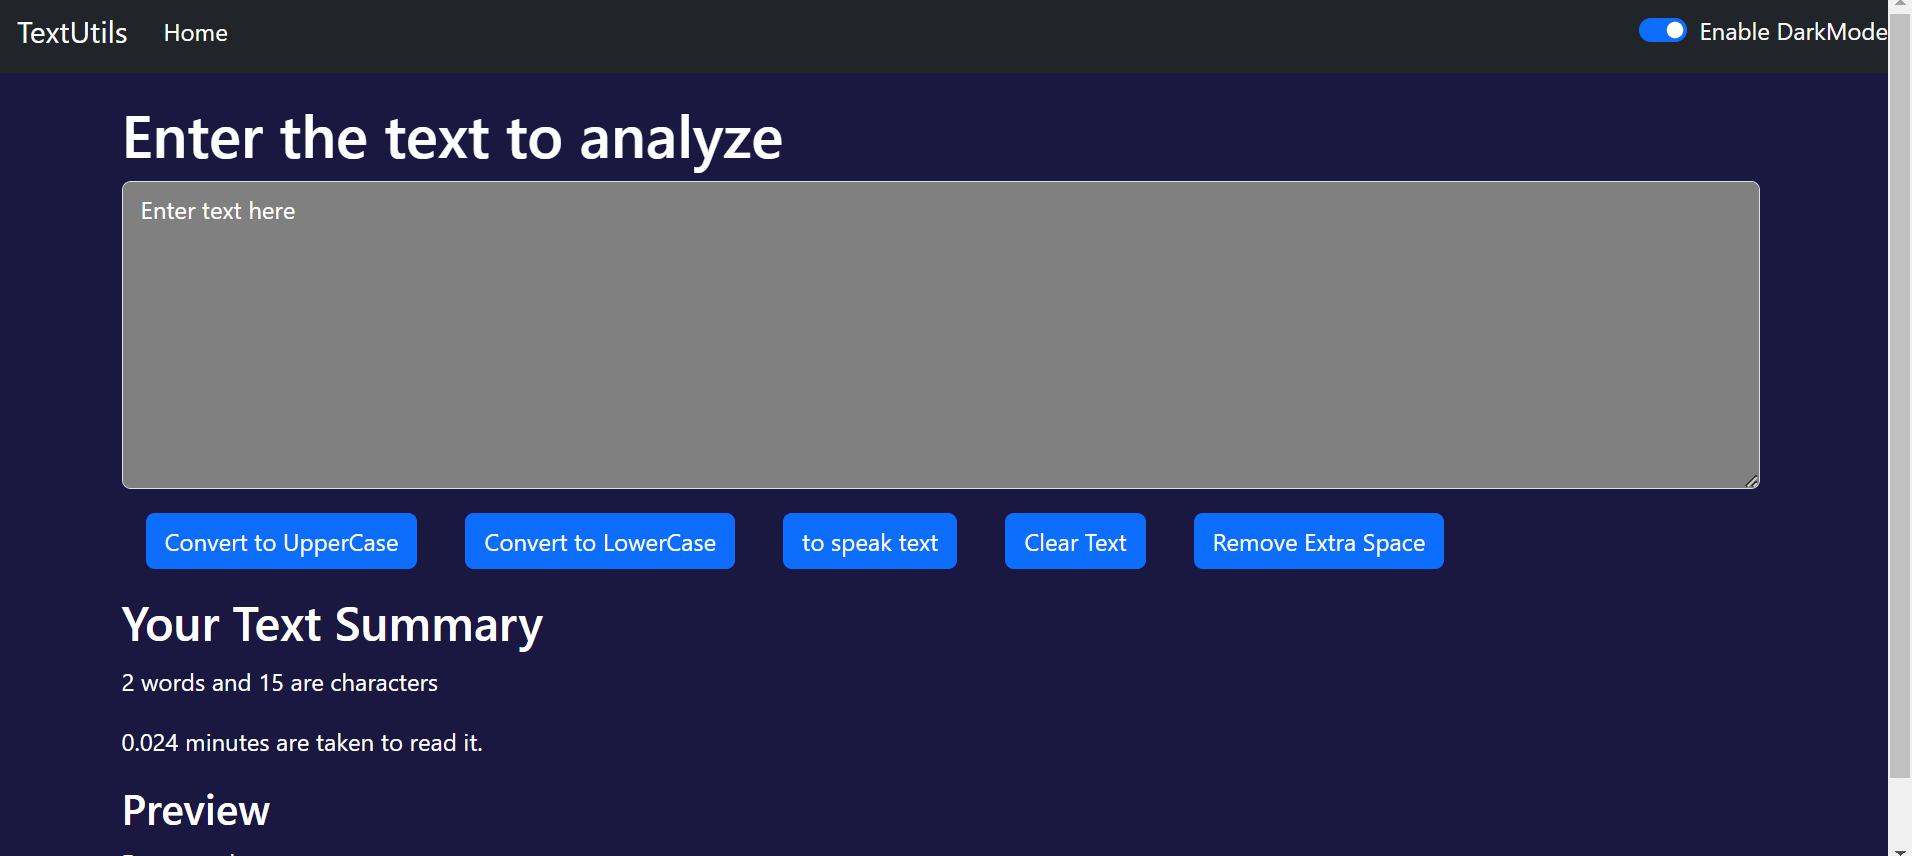 TextUtils Home Enable DarkMode
Enter the text to analyze
Enter text here
Convert to UpperCase Convert to LowerCase to speak text Clear Text Remove Extra Space
Your Text Summary
2 words and 15 are characters
0.024 minutes are taken to read it.
Preview